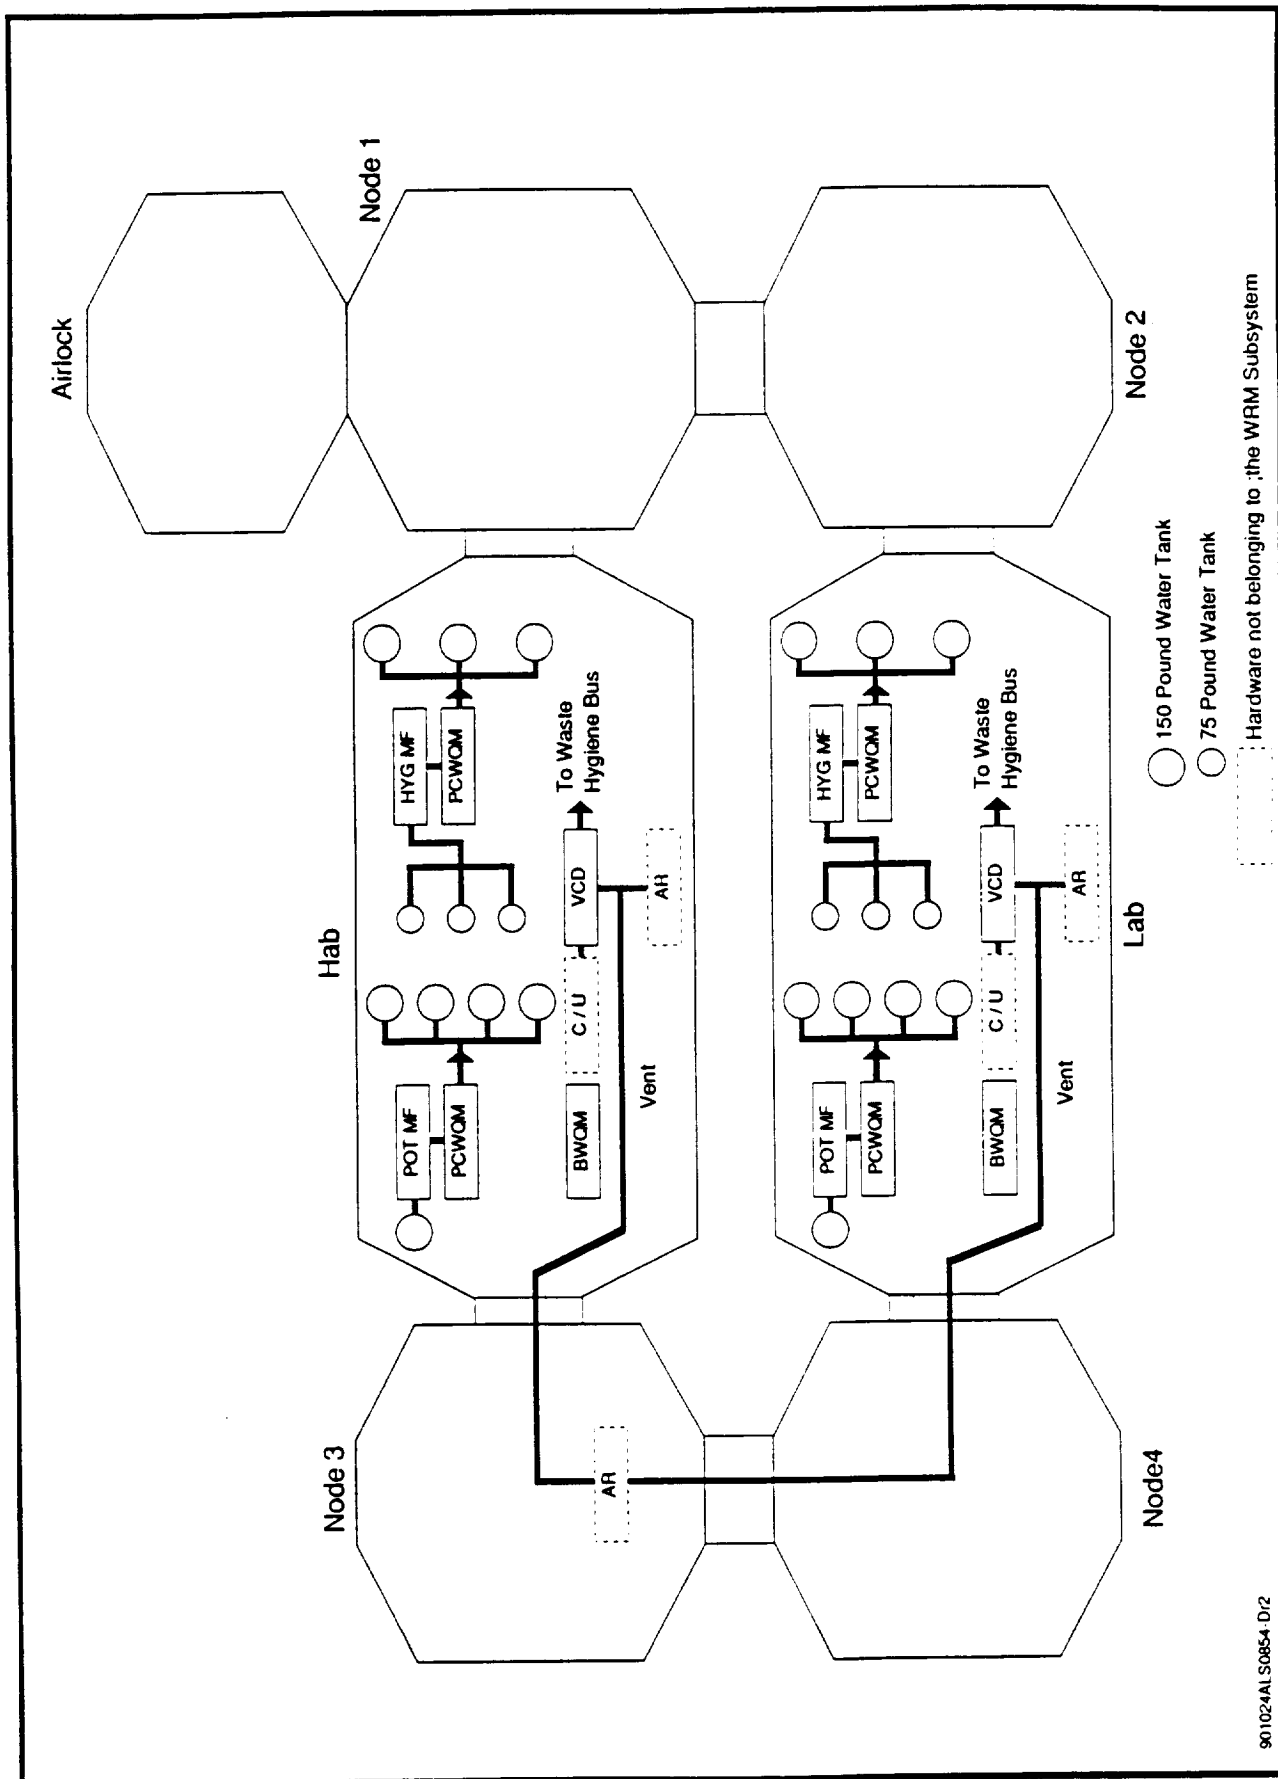 Airlock
Node 1
Node 3
Hab
POT MF
HYG MF
PCWQM
PCWQM
BWQM
C / U
VCD
To Waste
Hygiene Bus
AR
Vent
AR
POT MF
HYG MF
PCWQM
PCWQM
BWQM
C / U
VCD
To Waste
Hygiene Bus
Vent
AR
Node4
Lab
Node 2
150 Pound Water Tank
75 Pound Water Tank
Hardware not belonging to ;the WRM Subsystem
901024ALS0854-Dr2